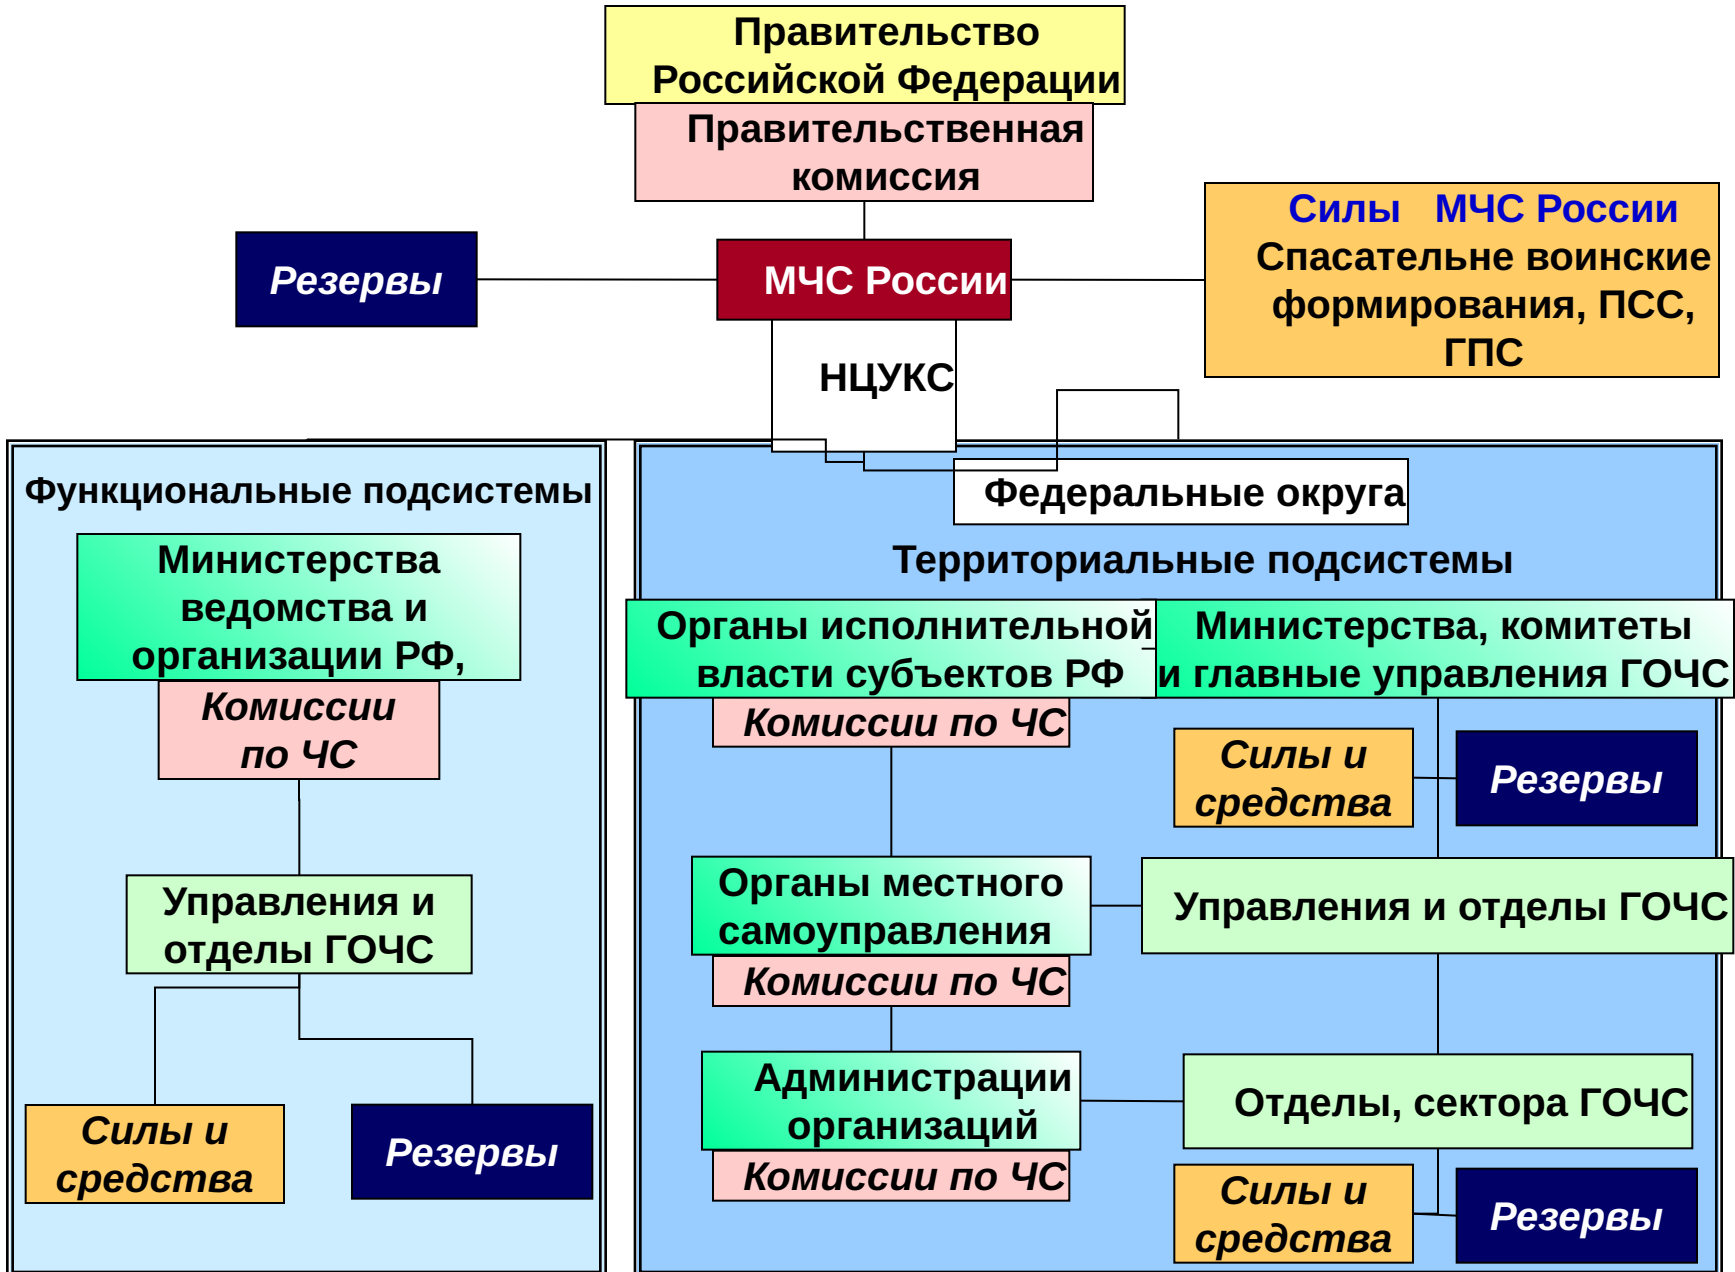 Правительство
Российской Федерации
Правительственная
комиссия
Силы МЧС России
Спасательне воинские
формирования, ПСС,
ГПС
Резервы
МЧС России
НЦУКС
Функциональные подсистемы
Министерства
ведомства и
организации РФ,
Комиссии
по ЧС
Управления и
отделы ГОЧС
Силы и
средства
Резервы
Федеральные округа
Территориальные подсистемы
Органы исполнительной
власти субъектов РФ
Комиссии по ЧС
Министерства, комитеты
и главные управления ГОЧС
Силы и
средства
Резервы
Органы местного
самоуправления
Комиссии по ЧС
Управления и отделы ГОЧС
Администрации
организаций
Комиссии по ЧС
Отделы, сектора ГОЧС
Силы и
средства
Резервы